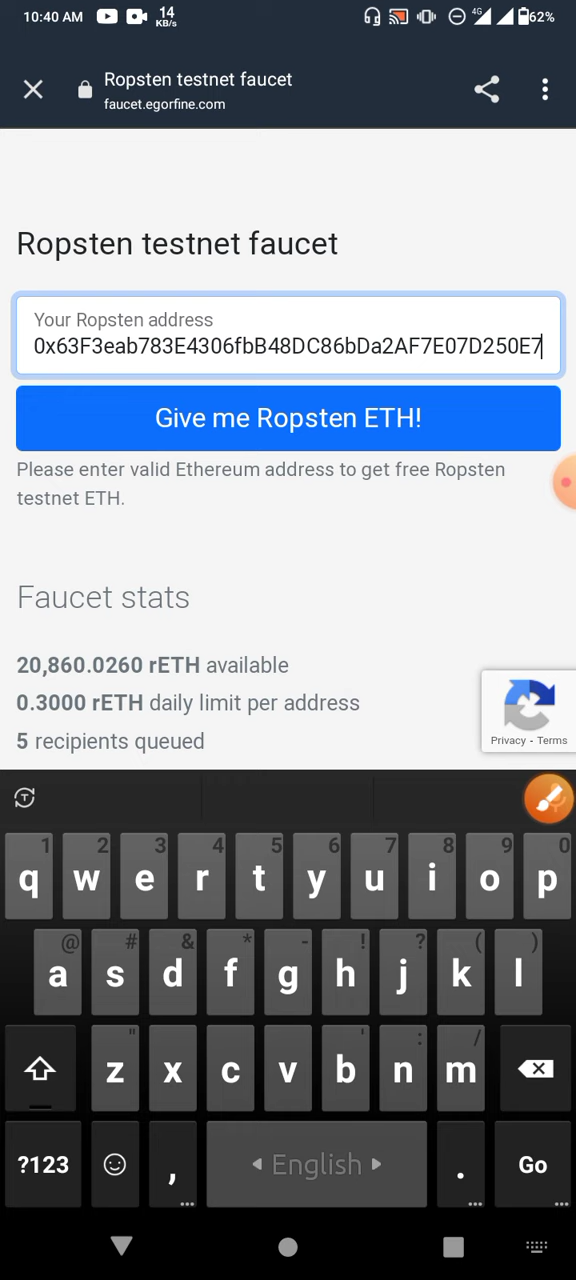 10:40 AM 14 KB/s 4G 62%
Ropsten testnet faucet
faucet.egorfine.com
Ropsten testnet faucet
Your Ropsten address
0x63F3eab783E4306fbB48DC86bDa2AF7E07D250E7
Give me Ropsten ETH!
Please enter valid Ethereum address to get free Ropsten
testnet ETH.
Faucet stats
20,860.0260 rETH available
0.3000 rETH daily limit per address
5 recipients queued
Privacy - Terms
T
1 2 3 4 5 6 7 8 9 0
q w e r t y u i o p
@ # & * - ! ? ( )
a s d f g h j k l
" ' : /
z x c v b n m
?123 , English . Go